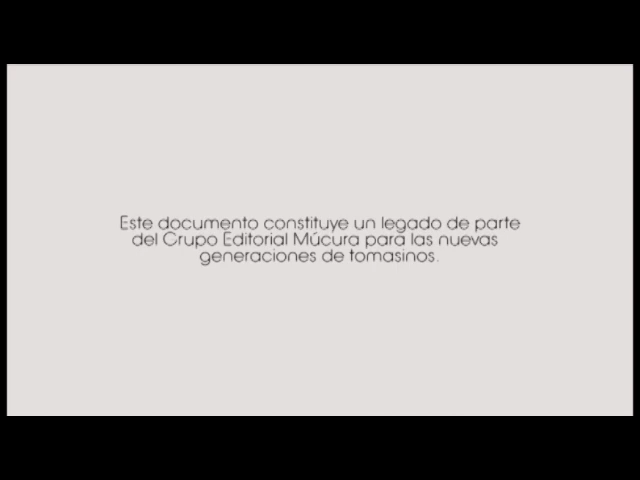 Este documento constituye un legado de parte
del Grupo Editorial Múcura para las nuevas
generaciones de tomasinos.